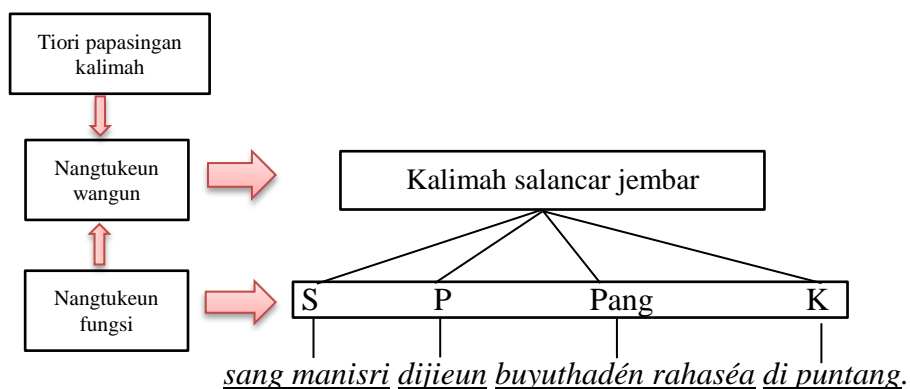 Tiori papasingan
kalimah
Nangtukeun
wangun
Kalimah salancar jembar
Nangtukeun
fungsi
S P Pang K
sang manisri dijieun buyuthadén rahaséa di puntang.